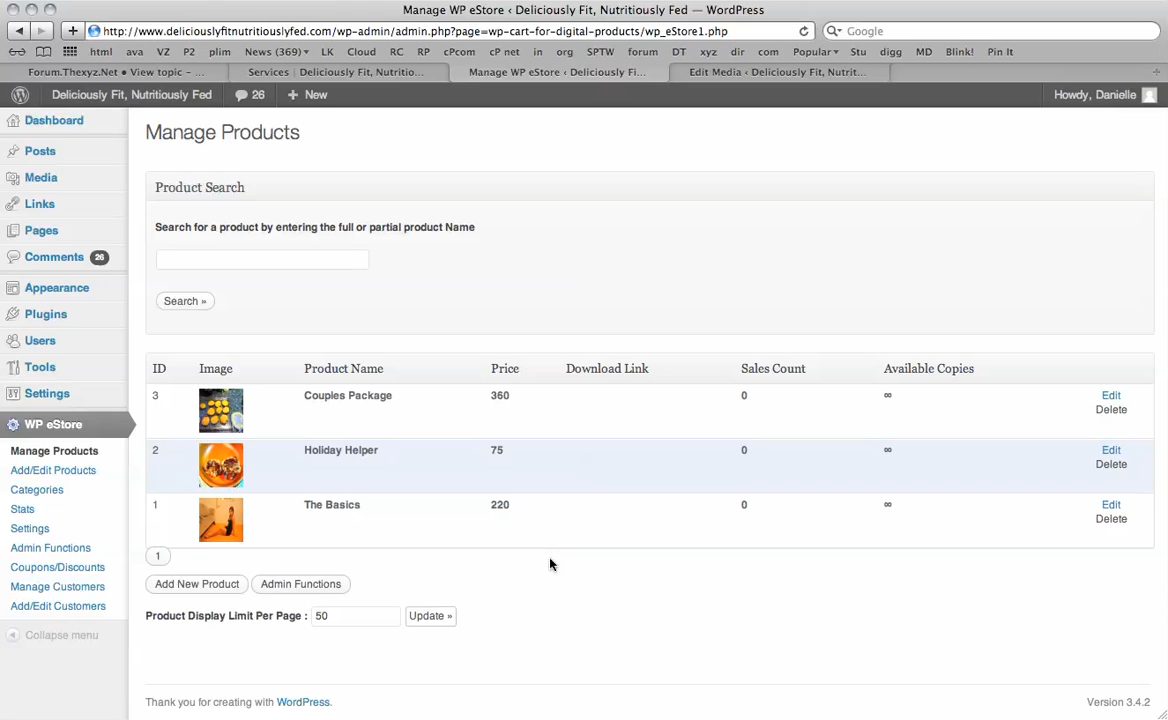 Manage WP eStore ‹ Deliciously Fit, Nutritiously Fed — WordPress
http://www.deliciouslyfitnutritiouslyfed.com/wp-admin/admin.php?page=wp-cart-for-digital-products/wp_eStore1.php
Google
html ava VZ P2 plim News (369) LK Cloud RC RP cPcom cP net in org SPTW forum DT xyz dir com Popular Stu digg MD Blink! Pin It
Forum.Thexyz.Net • View topic – ... Services | Deliciously Fit, Nutritio... Manage WP eStore ‹ Deliciously Fi... Edit Media ‹ Deliciously Fit, Nutrit...
Deliciously Fit, Nutritiously Fed 26 + New Howdy, Danielle
Dashboard
Posts
Media
Links
Pages
Comments 26
Appearance
Plugins
Users
Tools
Settings
WP eStore
Manage Products
Add/Edit Products
Categories
Stats
Settings
Admin Functions
Coupons/Discounts
Manage Customers
Add/Edit Customers
Collapse menu
Manage Products
Product Search
Search for a product by entering the full or partial product Name
Search »
ID Image Product Name Price Download Link Sales Count Available Copies
3 Couples Package 360 0 ∞ Edit
Delete
2 Holiday Helper 75 0 ∞ Edit
Delete
1 The Basics 220 0 ∞ Edit
Delete
1
Add New Product Admin Functions
Product Display Limit Per Page : 50 Update »
Thank you for creating with WordPress. Version 3.4.2